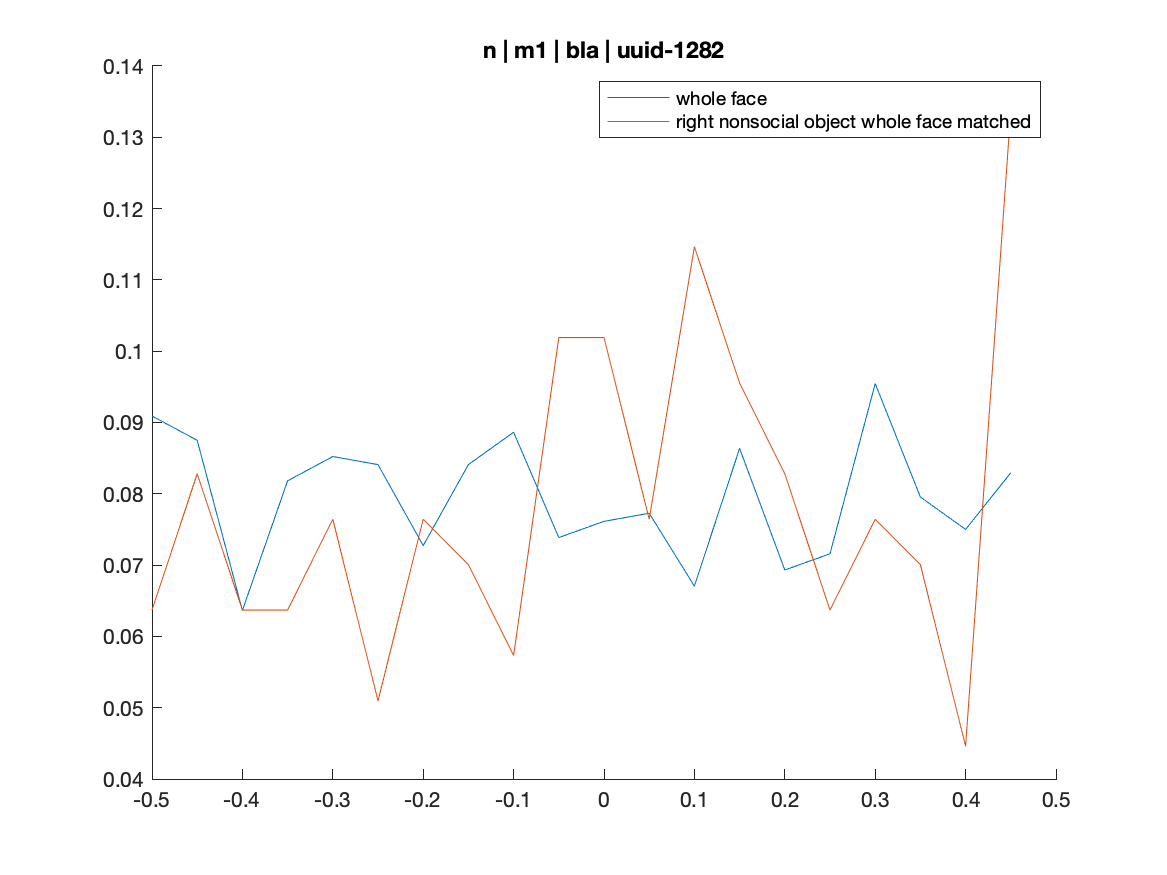 n | m1 | bla | uuid-1282
whole face
right nonsocial object whole face matched
0.14
0.13
0.12
0.11
0.1
0.09
0.08
0.07
0.06
0.05
0.04
-0.5 -0.4 -0.3 -0.2 -0.1 0 0.1 0.2 0.3 0.4 0.5